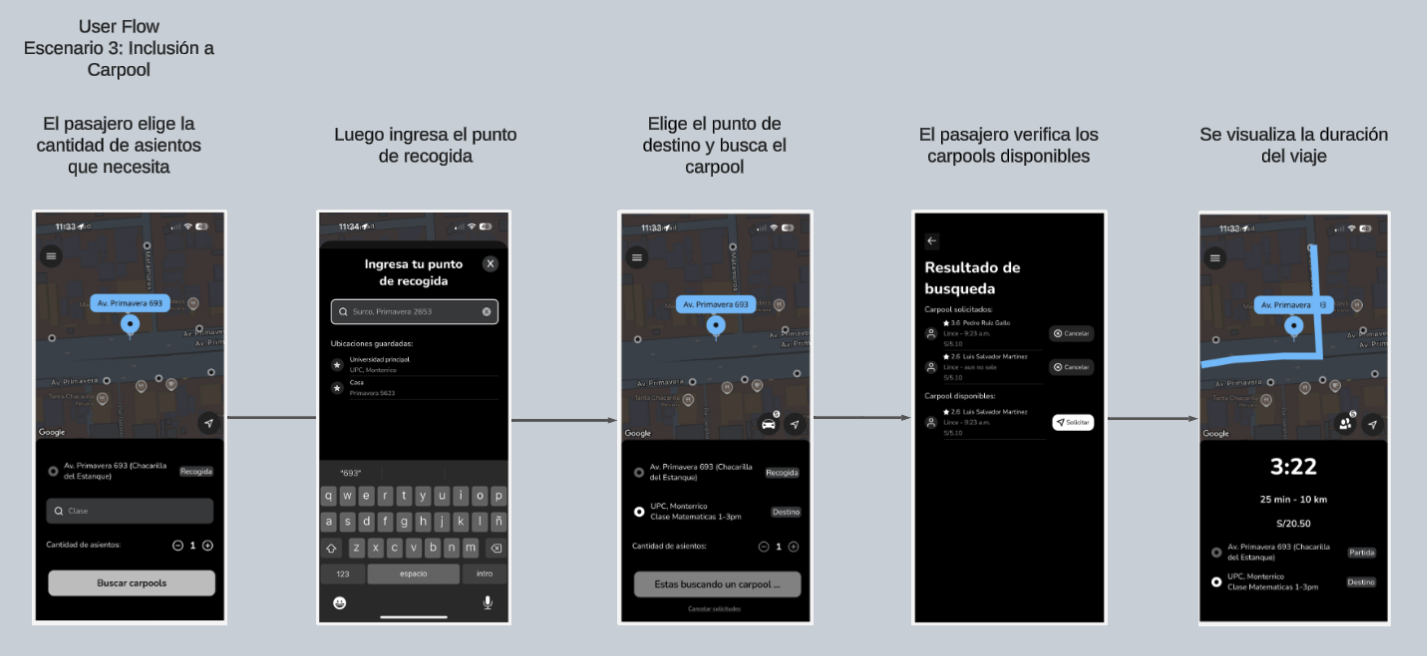 User Flow
Escenario 3: Inclusión a
Carpool
El pasajero elige la
cantidad de asientos
que necesita
Luego ingresa el punto
de recogida
Elige el punto de
destino y busca el
carpool
El pasajero verifica los
carpools disponibles
Se visualiza la duración
del viaje
11:33
Av. Primavera 693
Av. Primavera
Google
Av. Primavera 693 (Chacarilla
del Estanque)
Recogida
Clase
Cantidad de asientos:
1
Buscar carpools
11:34
Ingresa tu punto
de recogida
X
Surco, Primavera 2653
Ubicaciones guardadas:
Universidad principal
UPC, Monterrico
Casa
Primavera 5623
"693"
q w e r t y u i o p
a s d f g h j k l ñ
z x c v b n m
123 espacio intro
11:33
Av. Primavera 693
Av. Primavera
5
Google
Av. Primavera 693 (Chacarilla
del Estanque)
Recogida
UPC, Monterrico
Clase Matematicas 1-3pm
Destino
Cantidad de asientos:
1
Estas buscando un carpool ...
Cancelar solicitudes
Resultado de
busqueda
Carpool solicitados:
3.6 Pedro Ruiz Gallo
Lince - 9:23 a.m.
S/5.10
Cancelar
2.6 Luis Salvador Martinez
Lince - aun no sale
S/5.10
Cancelar
Carpool disponibles:
2.6 Luis Salvador Martinez
Lince - 9:23 a.m.
S/5.10
Solicitar
11:33
Av. Primavera
Av. Primavera
5
Google
3:22
25 min - 10 km
S/20.50
Av. Primavera 693 (Chacarilla
del Estanque)
Partida
UPC, Monterrico
Clase Matematicas 1-3pm
Destino